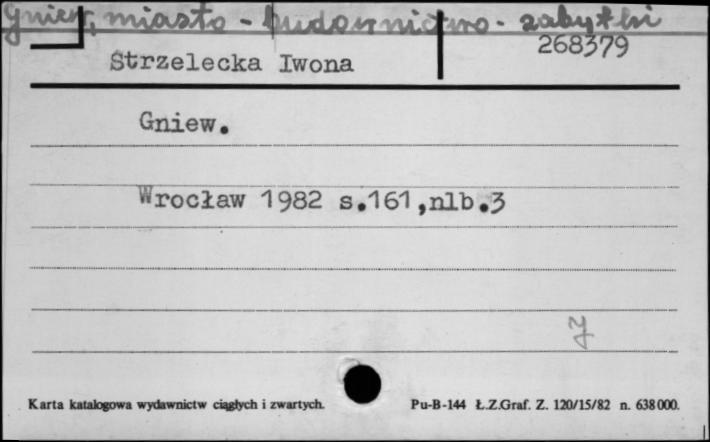 Gniew, miasto - budownictwo - zabytki
268379
Strzelecka Iwona
Gniew.
Wrocław 1982 s.161,nlb.3
Karta katalogowa wydawnictw ciągłych i zwartych. Pu-B-144 Ł.Z.Graf. Z. 120/15/82 n. 638000.